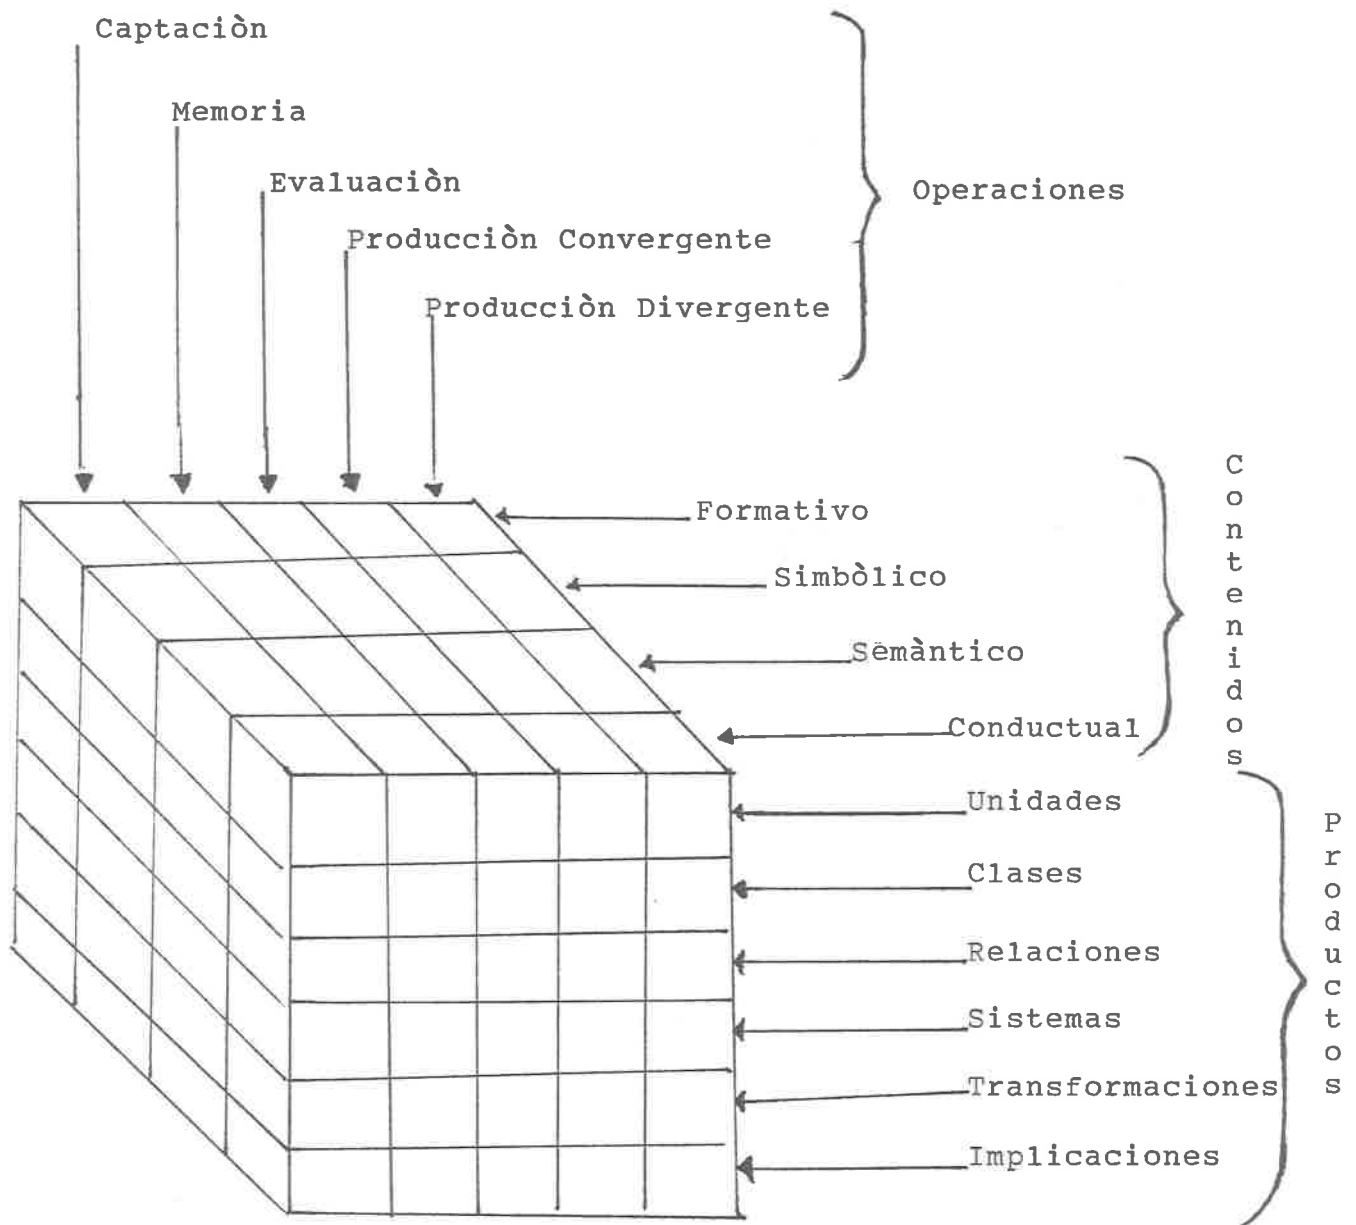 Captaciòn
Memoria
Evaluaciòn
Operaciones
Producciòn Convergente
Producciòn Divergente
Contenidos
Formativo
Simbòlico
Semàntico
Conductual
Productos
Unidades
Clases
Relaciones
Sistemas
Transformaciones
Implicaciones